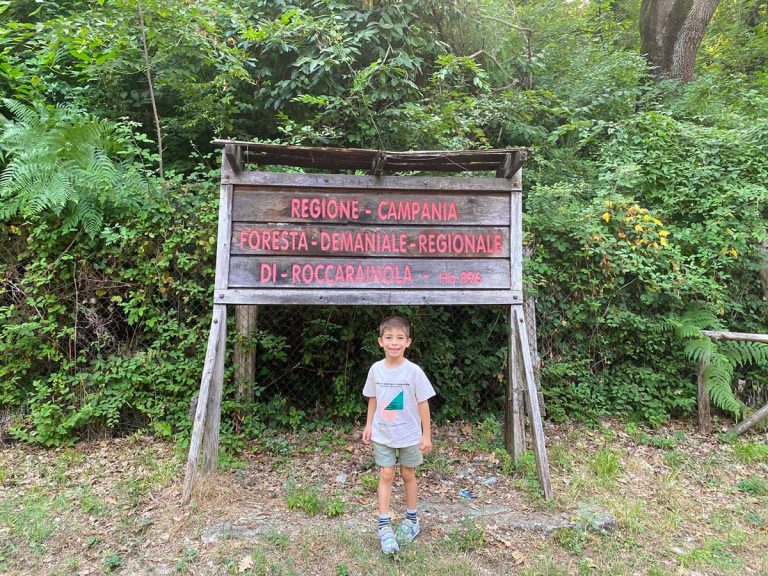 REGIONE - CAMPANIA
FORESTA - DEMANIALE - REGIONALE
DI - ROCCARAINOLA - Ha 896